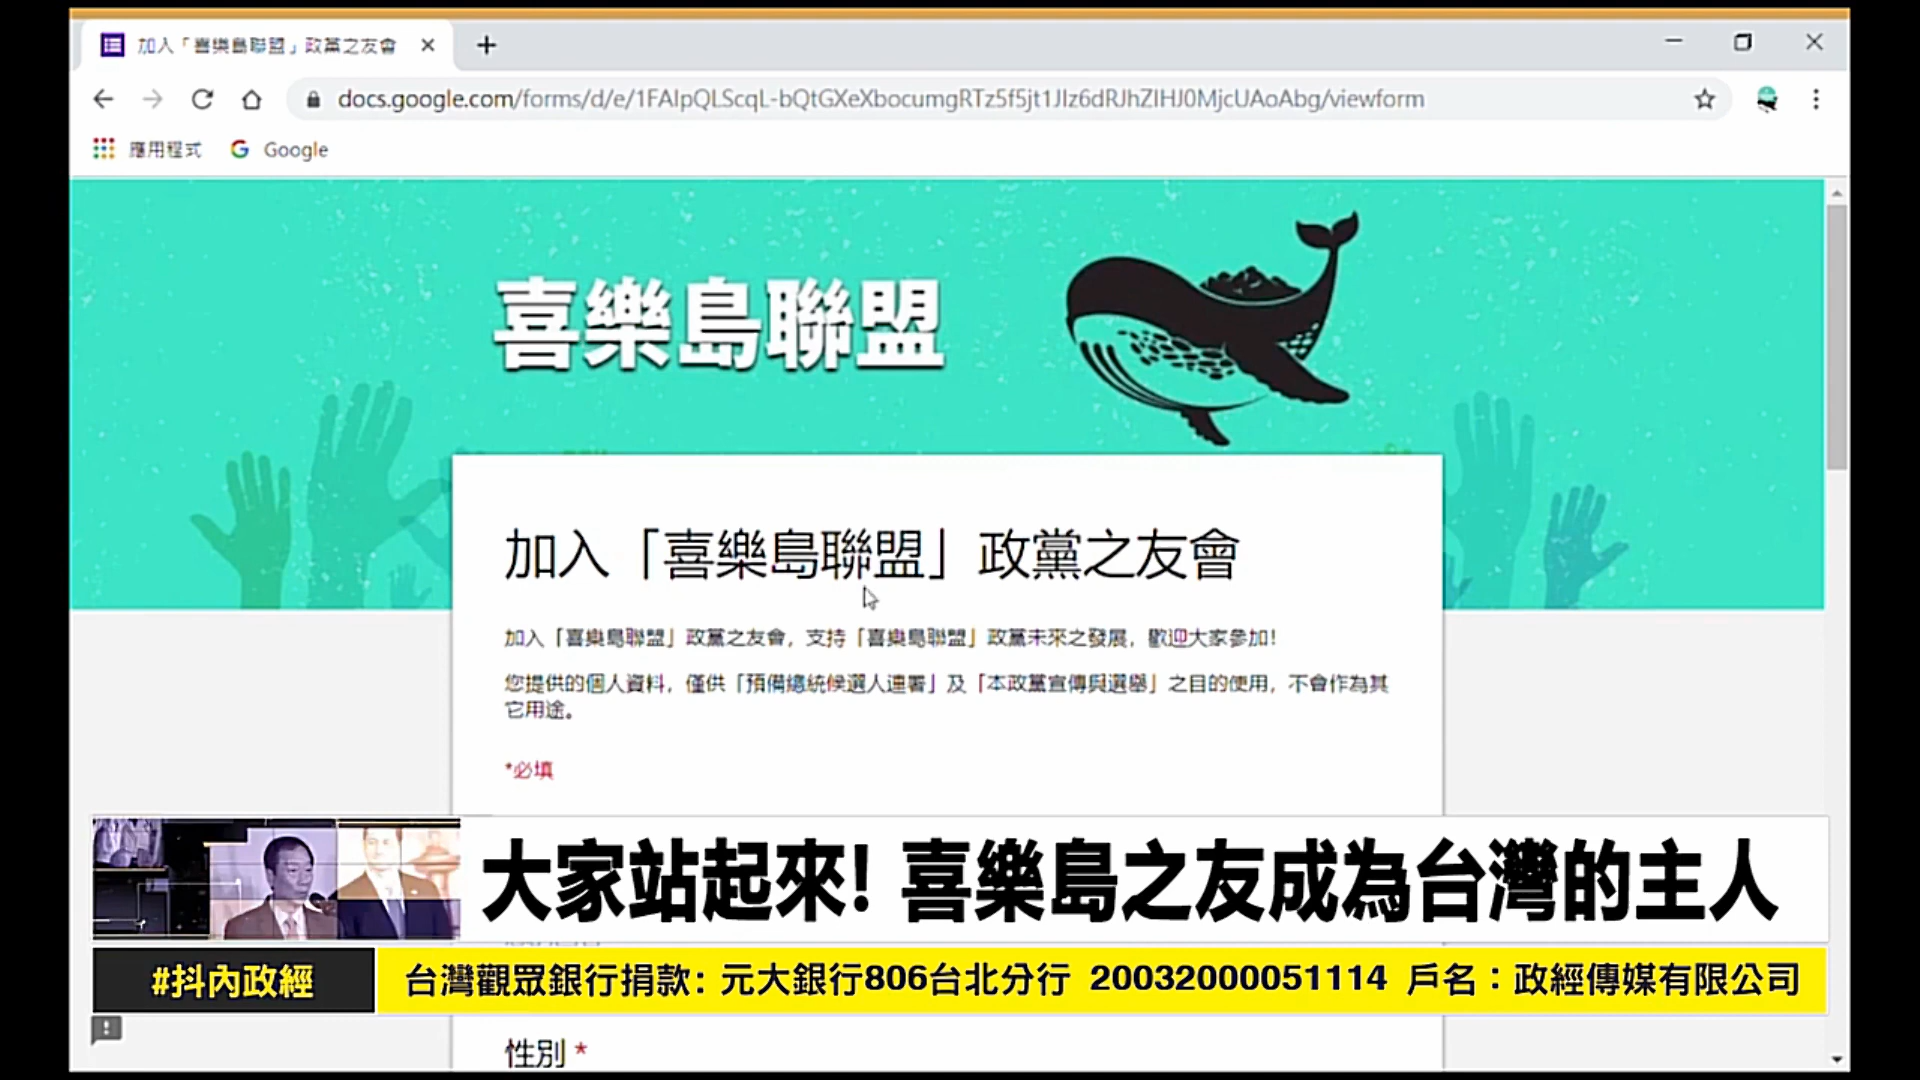 加入「喜樂島聯盟」政黨之友會
docs.google.com/forms/d/e/1FAIpQLScqL-bQtGXeXbocumgRTz5f5jt1JIz6dRJhZIHJ0MjcUAoAbg/viewform
應用程式 Google
喜樂島聯盟
加入「喜樂島聯盟」政黨之友會
加入「喜樂島聯盟」政黨之友會，支持「喜樂島聯盟」政黨未來之發展，歡迎大家參加！
您提供的個人資料，僅供「預備總統候選人連署」及「本政黨宣傳與選舉」之目的使用，不會作為其
它用途。
*必填
大家站起來！喜樂島之友成為台灣的主人
#抖內政經 台灣觀眾銀行捐款：元大銀行806台北分行 20032000051114 戶名：政經傳媒有限公司
性別 *